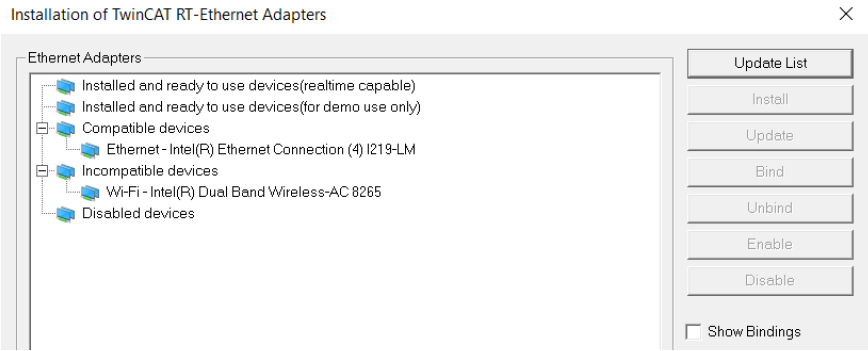 Installation of TwinCAT RT-Ethernet Adapters
Ethernet Adapters
Installed and ready to use devices(realtime capable)
Installed and ready to use devices(for demo use only)
Compatible devices
Ethernet - Intel(R) Ethernet Connection (4) I219-LM
Incompatible devices
Wi-Fi - Intel(R) Dual Band Wireless-AC 8265
Disabled devices
Update List
Install
Update
Bind
Unbind
Enable
Disable
Show Bindings